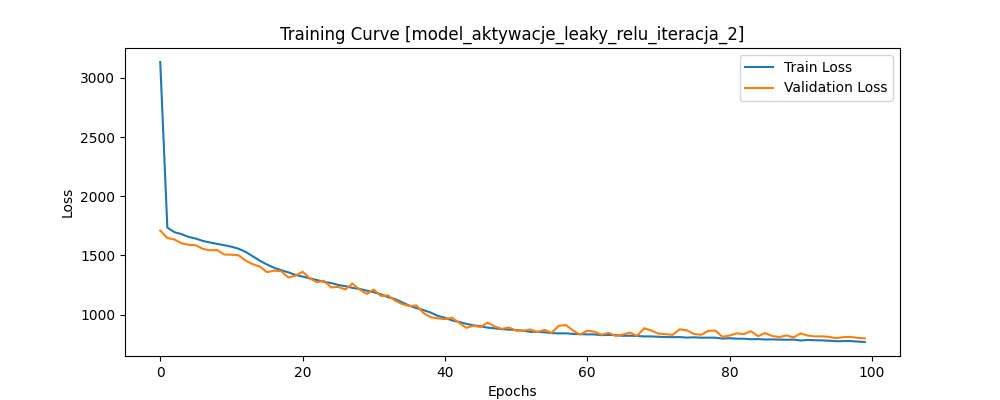 Training Curve [model_aktywacje_leaky_relu_iteracja_2]
Train Loss
Validation Loss
3000
2500
2000
1500
1000
Loss
0
20
40
60
80
100
Epochs